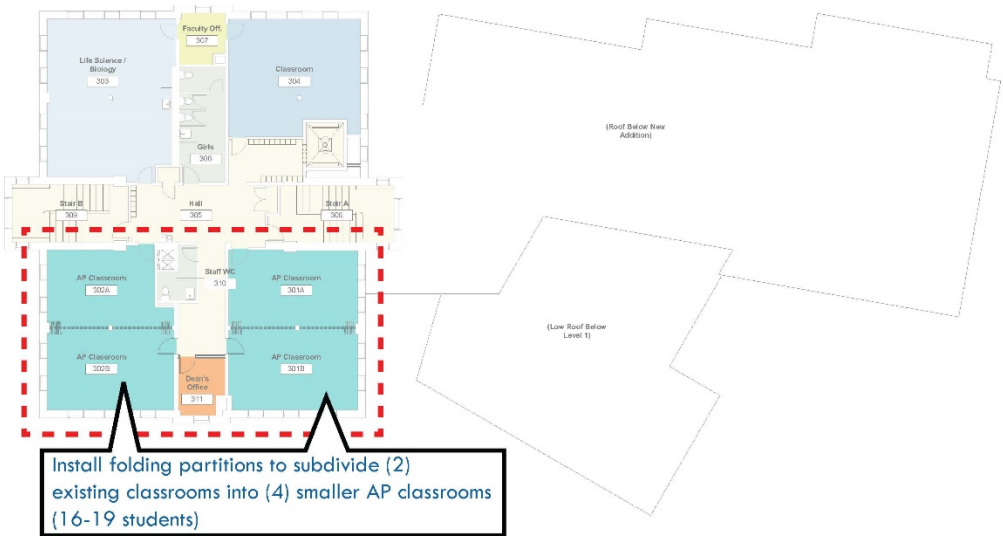 Faculty Off.
307
Life Science /
Biology
303
Classroom
304
Girls
306
(Roof Below New
Addition)
Stair B
309
Hall
305
Stair A
308
AP Classroom
302A
Staff WC
310
AP Classroom
301A
AP Classroom
302B
AP Classroom
301B
Dean's
Office
311
(Low Roof Below
Level 1)
Install folding partitions to subdivide (2)
existing classrooms into (4) smaller AP classrooms
(16-19 students)